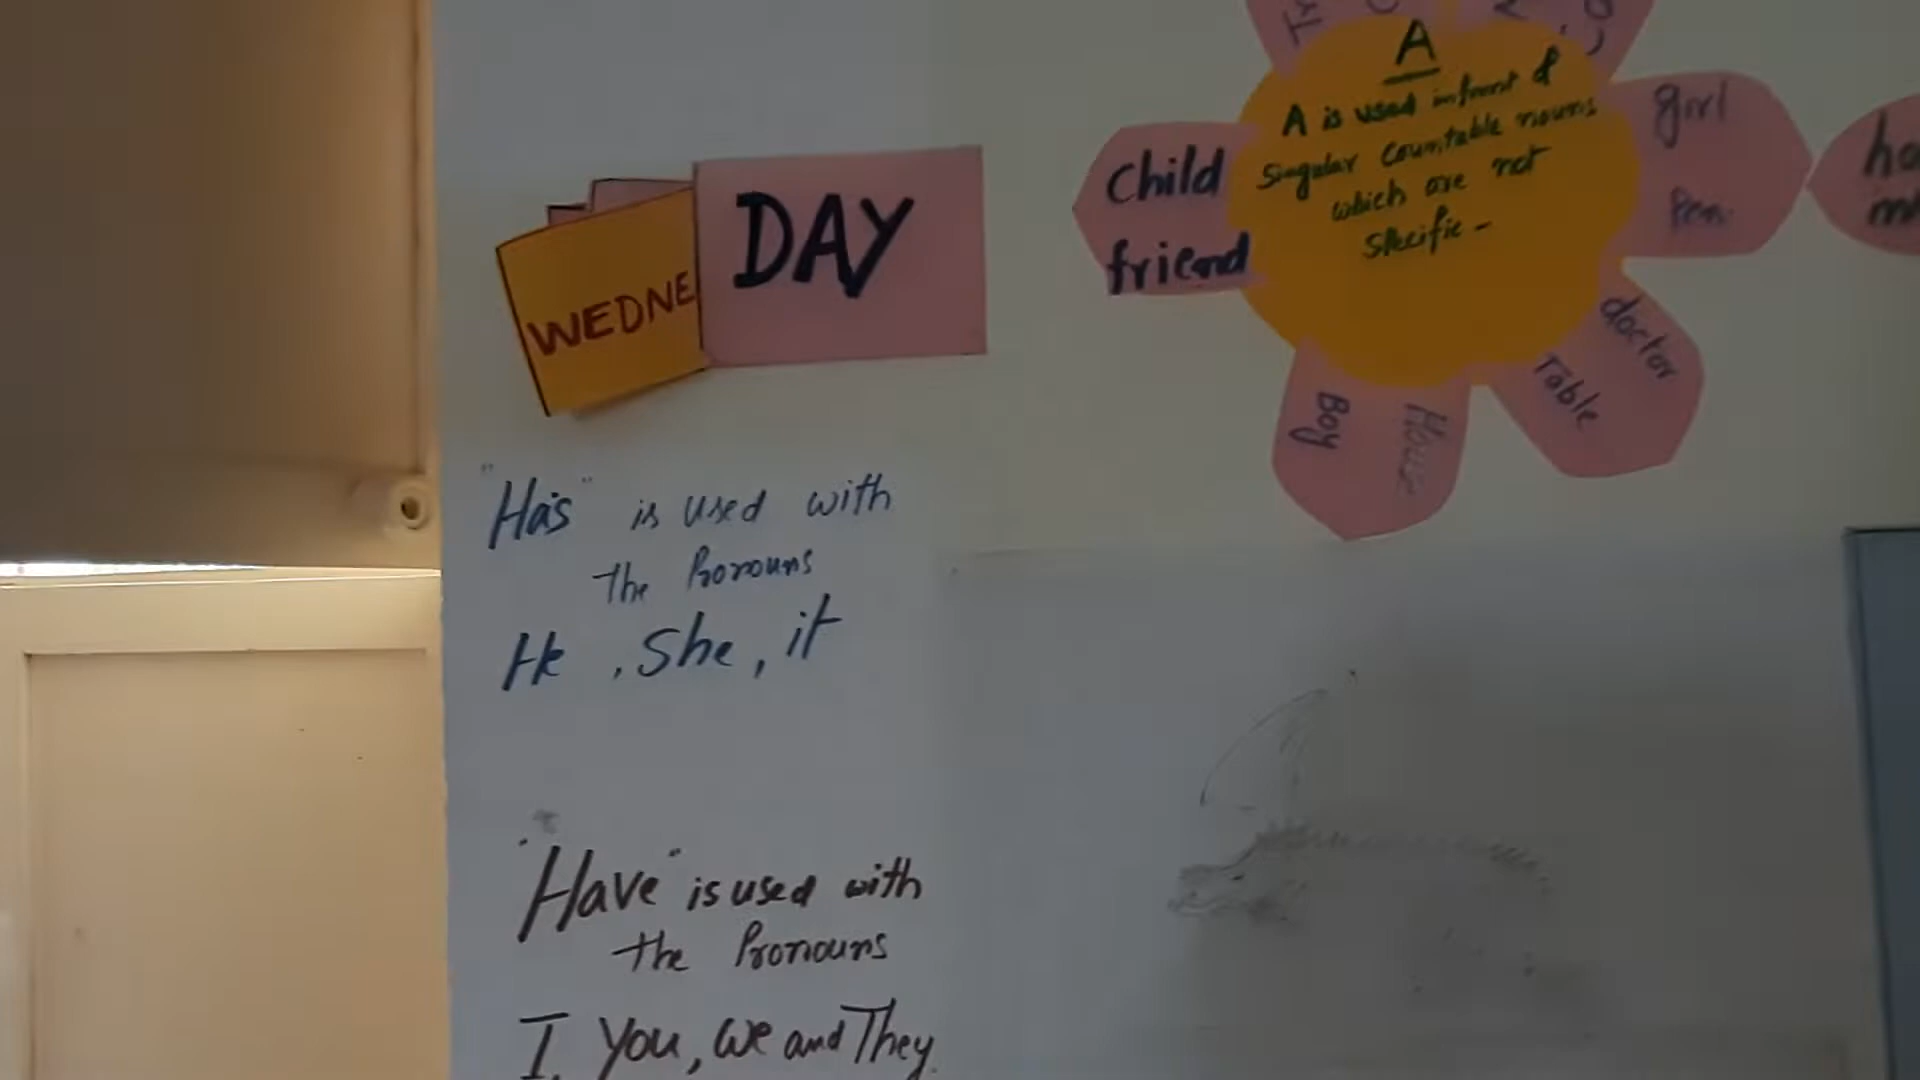 WEDNE DAY
A
A is used infront of
singular countable nouns
which are not
specific -
child
friend
girl
Pen
doctor
Table
House
Boy
"Has" is used with
the Pronouns
He , She , it
"Have" is used with
the Pronouns
I, You, we and They